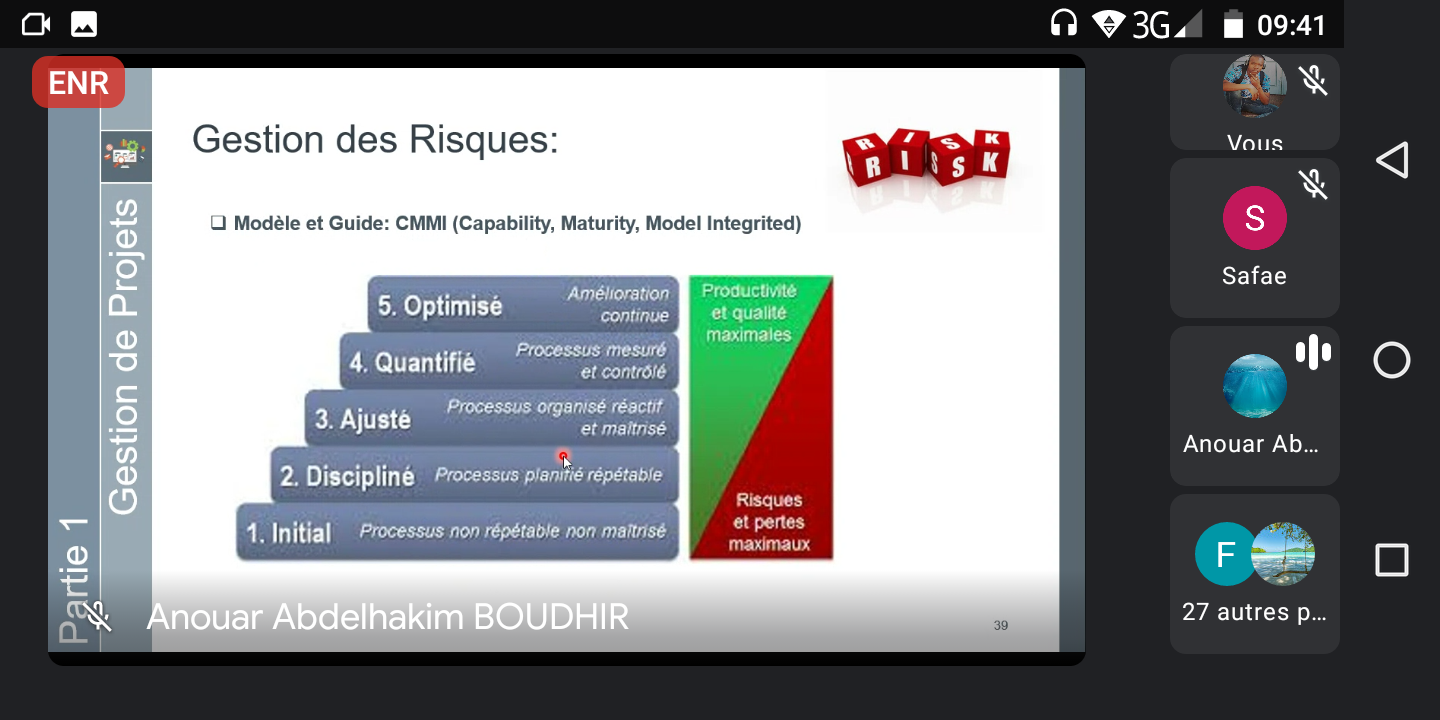 3G 09:41
ENR
Gestion des Risques:
RISK
RISK
Modèle et Guide: CMMI (Capability, Maturity, Model Integrited)
5. Optimisé
Amélioration
continue
4. Quantifié
Processus mesuré
et contrôlé
3. Ajusté
Processus organisé réactif
et maîtrisé
2. Discipliné
Processus planifié répétable
1. Initial
Processus non répétable non maîtrisé
Productivité
et qualité
maximales
Risques
et pertes
maximaux
Gestion de Projets
Partie 1
Anouar Abdelhakim BOUDHIR
39
Vous
S
Safae
Anouar Ab...
F
27 autres p...